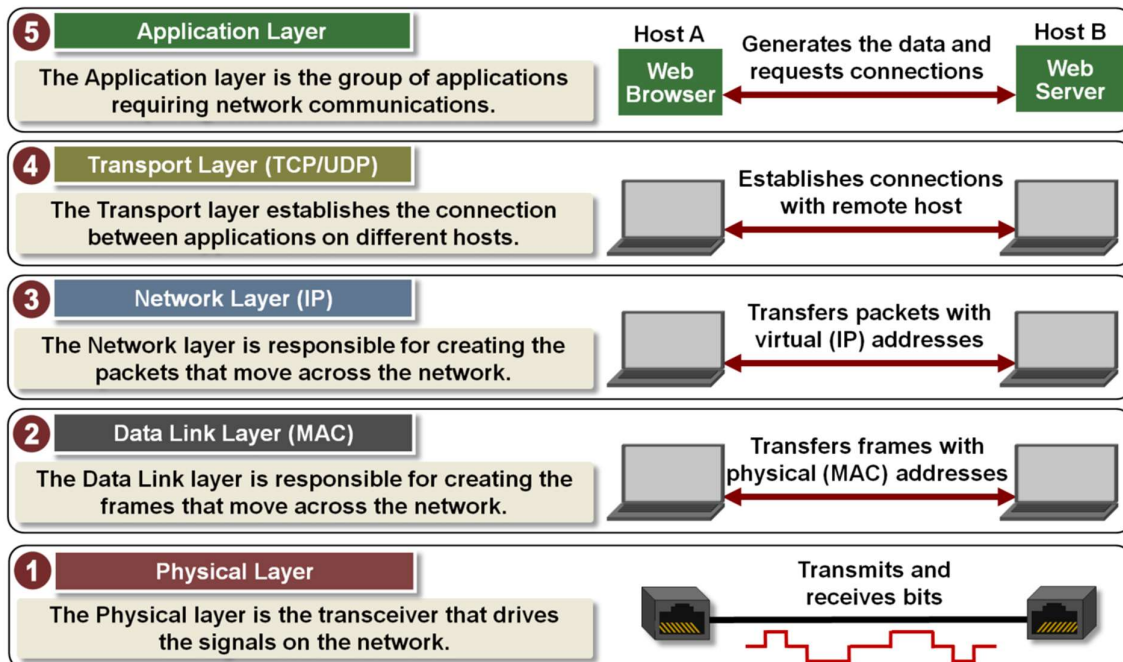 5
Application Layer
The Application layer is the group of applications
requiring network communications.
Host A
Web
Browser
Generates the data and
requests connections
Host B
Web
Server
4
Transport Layer (TCP/UDP)
The Transport layer establishes the connection
between applications on different hosts.
Establishes connections
with remote host
3
Network Layer (IP)
The Network layer is responsible for creating the
packets that move across the network.
Transfers packets with
virtual (IP) addresses
2
Data Link Layer (MAC)
The Data Link layer is responsible for creating the
frames that move across the network.
Transfers frames with
physical (MAC) addresses
1
Physical Layer
The Physical layer is the transceiver that drives
the signals on the network.
Transmits and
receives bits